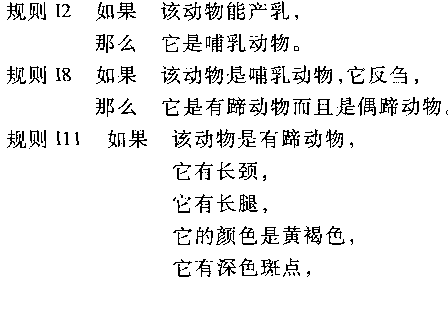 规则 I2 如果 该动物能产乳，
那么 它是哺乳动物。
规则 I8 如果 该动物是哺乳动物，它反刍，
那么 它是有蹄动物而且是偶蹄动物。
规则 I11 如果 该动物是有蹄动物，
它有长颈，
它有长腿，
它的颜色是黄褐色，
它有深色斑点，